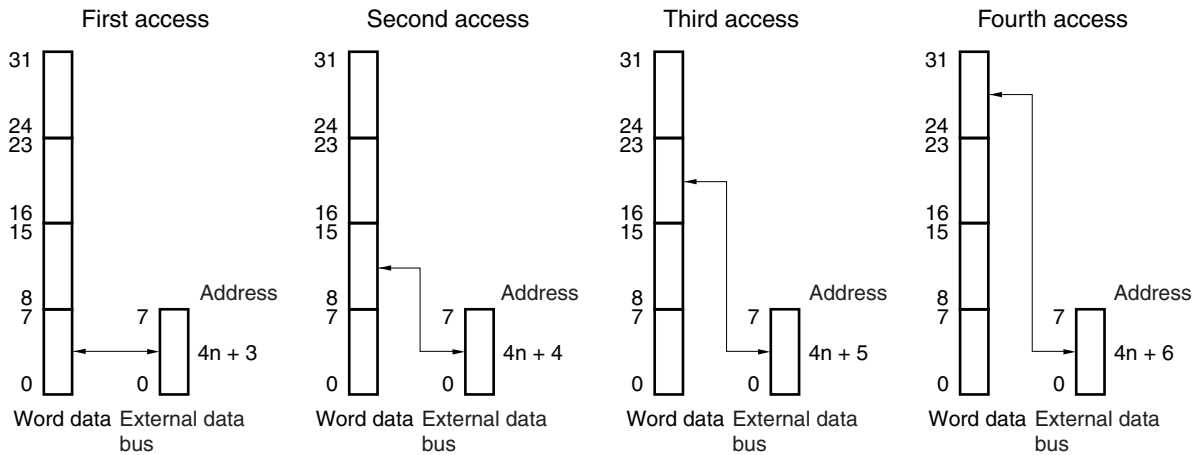 First access
31
24
23
16
15
8
7
0
Address
7
4n + 3
0
Word data
External data
bus
Second access
31
24
23
16
15
8
7
0
Address
7
4n + 4
0
Word data
External data
bus
Third access
31
24
23
16
15
8
7
0
Address
7
4n + 5
0
Word data
External data
bus
Fourth access
31
24
23
16
15
8
7
0
Address
7
4n + 6
0
Word data
External data
bus